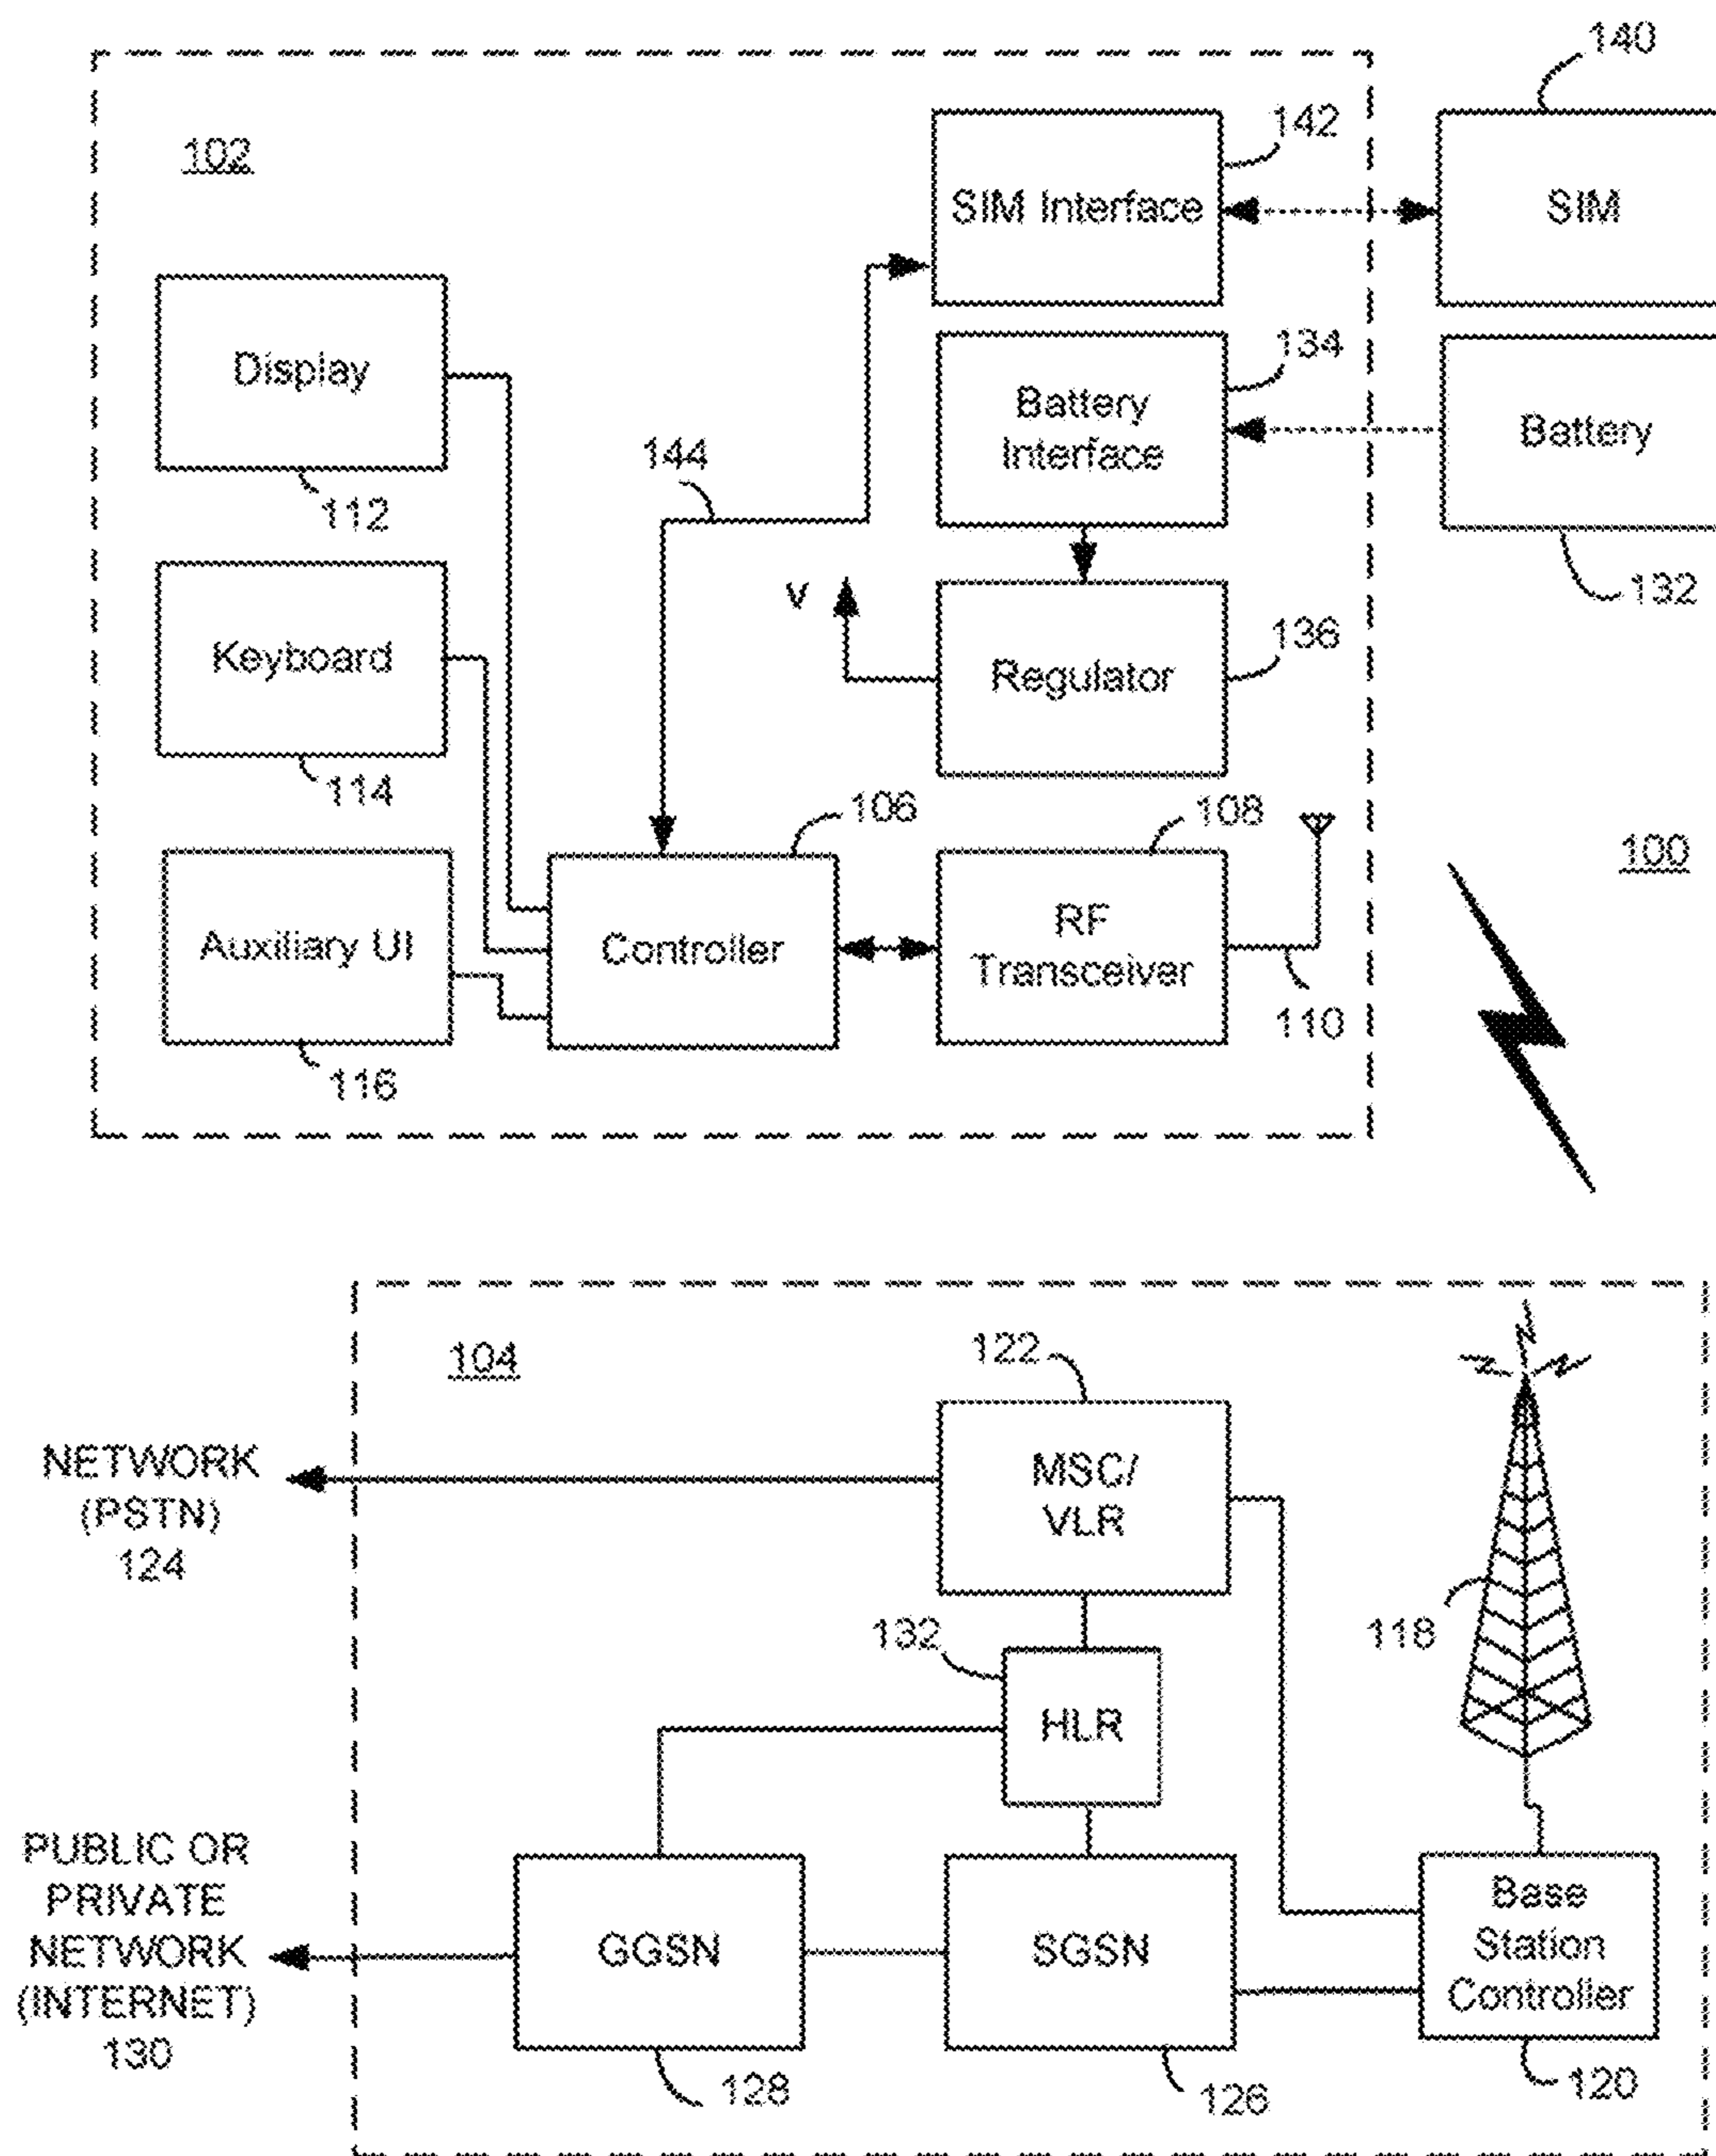 140
142
102
SIM Interface
SIM
134
Display
Battery
Interface
Battery
144
112
V
132
136
Keyboard
Regulator
114
106
108
100
RF
Transceiver
Auxiliary UI
Controller
110
116
104
122
NETWORK
(PSTN)
124
MSC/
VLR
132
118
HLR
PUBLIC OR
PRIVATE
NETWORK
(INTERNET)
130
GGSN
SGSN
Base
Station
Controller
128
126
120